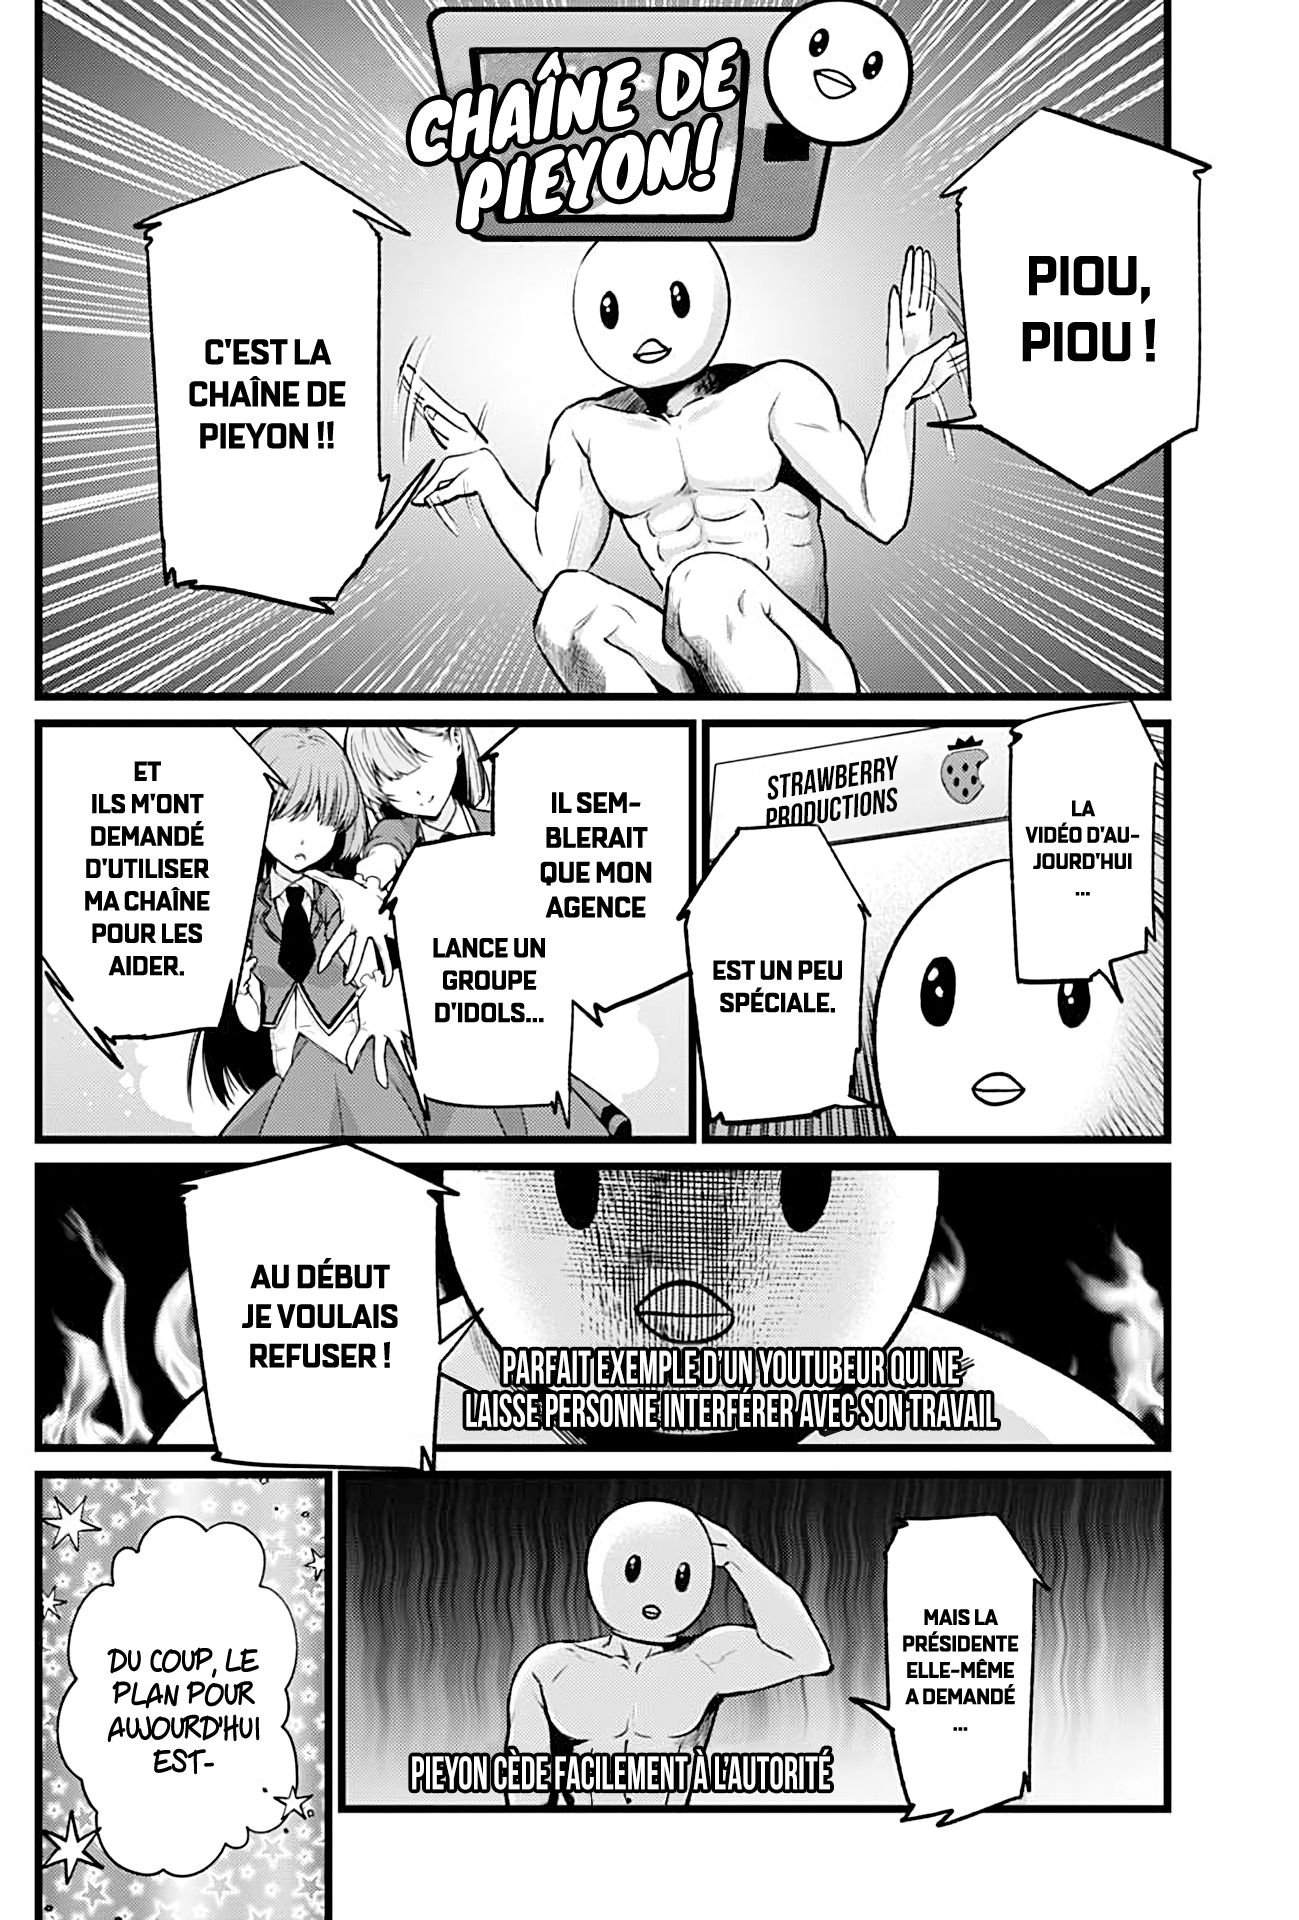 CHAÎNE DE
PIEYON!
PIOU,
PIOU !
C'EST LA
CHAÎNE DE
PIEYON !!
STRAWBERRY
PRODUCTIONS
LA
VIDÉO D'AU-
JOURD'HUI
...
EST UN PEU
SPÉCIALE.
IL SEM-
BLERAIT
QUE MON
AGENCE
LANCE UN
GROUPE
D'IDOLS...
ET
ILS M'ONT
DEMANDÉ
D'UTILISER
MA CHAÎNE
POUR LES
AIDER.
AU DÉBUT
JE VOULAIS
REFUSER !
PARFAIT EXEMPLE D'UN YOUTUBEUR QUI NE
LAISSE PERSONNE INTERFÉRER AVEC SON TRAVAIL
MAIS LA
PRÉSIDENTE
ELLE-MÊME
A DEMANDÉ
...
PIEYON CÈDE FACILEMENT À L'AUTORITÉ
DU COUP, LE
PLAN POUR
AUJOURD'HUI
EST-